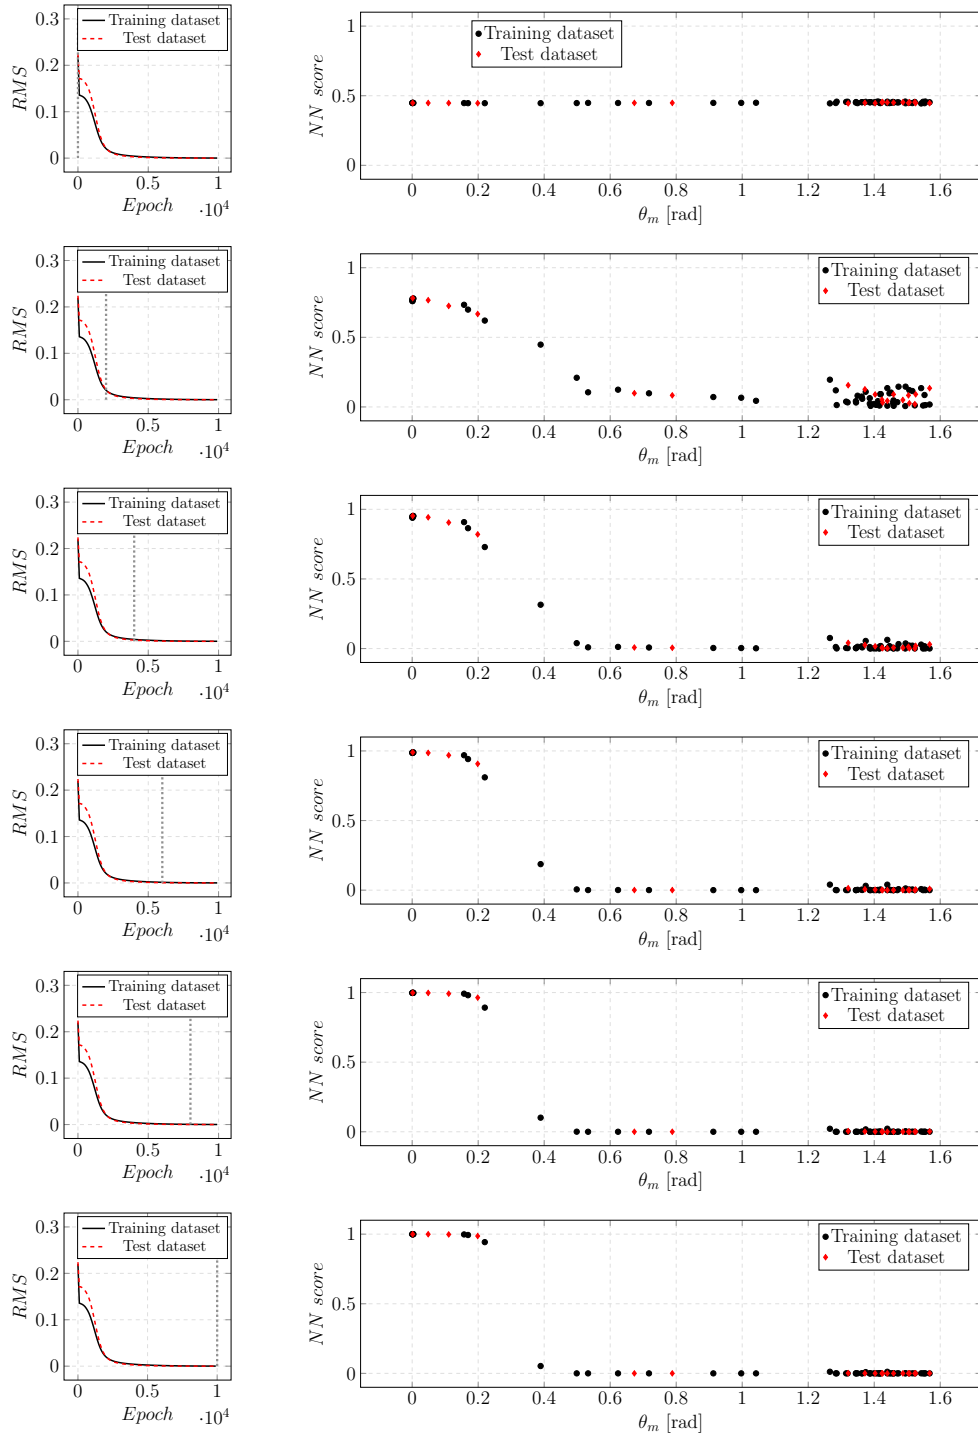 0.3
0.2
0.1
0
RMS
Training dataset
Test dataset
0 0.5 1
Epoch ·10⁴
1
0.5
0
NN score
Training dataset
Test dataset
0 0.2 0.4 0.6 0.8 1 1.2 1.4 1.6
θₘ [rad]
0.3
0.2
0.1
0
RMS
Training dataset
Test dataset
0 0.5 1
Epoch ·10⁴
1
0.5
0
NN score
Training dataset
Test dataset
0 0.2 0.4 0.6 0.8 1 1.2 1.4 1.6
θₘ [rad]
0.3
0.2
0.1
0
RMS
Training dataset
Test dataset
0 0.5 1
Epoch ·10⁴
1
0.5
0
NN score
Training dataset
Test dataset
0 0.2 0.4 0.6 0.8 1 1.2 1.4 1.6
θₘ [rad]
0.3
0.2
0.1
0
RMS
Training dataset
Test dataset
0 0.5 1
Epoch ·10⁴
1
0.5
0
NN score
Training dataset
Test dataset
0 0.2 0.4 0.6 0.8 1 1.2 1.4 1.6
θₘ [rad]
0.3
0.2
0.1
0
RMS
Training dataset
Test dataset
0 0.5 1
Epoch ·10⁴
1
0.5
0
NN score
Training dataset
Test dataset
0 0.2 0.4 0.6 0.8 1 1.2 1.4 1.6
θₘ [rad]
0.3
0.2
0.1
0
RMS
Training dataset
Test dataset
0 0.5 1
Epoch ·10⁴
1
0.5
0
NN score
Training dataset
Test dataset
0 0.2 0.4 0.6 0.8 1 1.2 1.4 1.6
θₘ [rad]